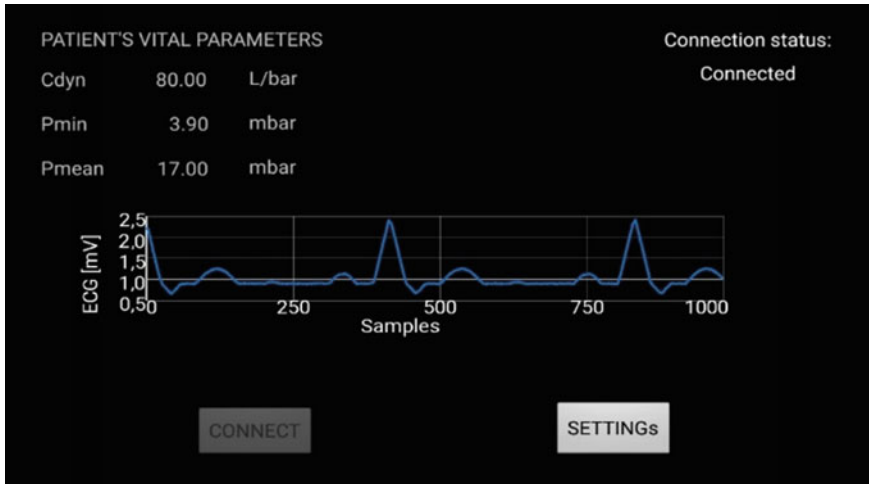 PATIENT'S VITAL PARAMETERS
Connection status:
Connected
Cdyn 80.00 L/bar
Pmin 3.90 mbar
Pmean 17.00 mbar
ECG [mV]
2,5
2,0
1,5
1,0
0,5
0 250 500 750 1000
Samples
CONNECT
SETTINGs